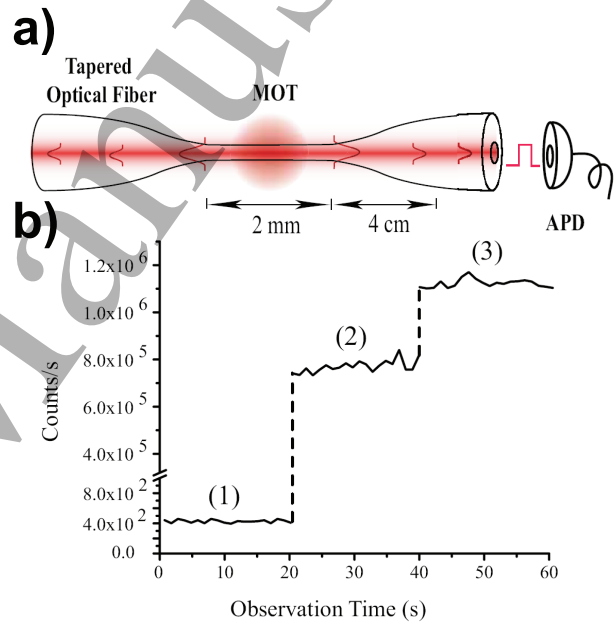 a)
Tapered
Optical Fiber
MOT
2 mm
4 cm
APD
b)
Counts/s
1.2x10 6
1.0x10 6
8.0x10 5
6.0x10 5
4.0x10 5
8.0x10 2
4.0x10 2
0.0
(1)
(2)
(3)
0 10 20 30 40 50 60
Observation Time (s)
Manus